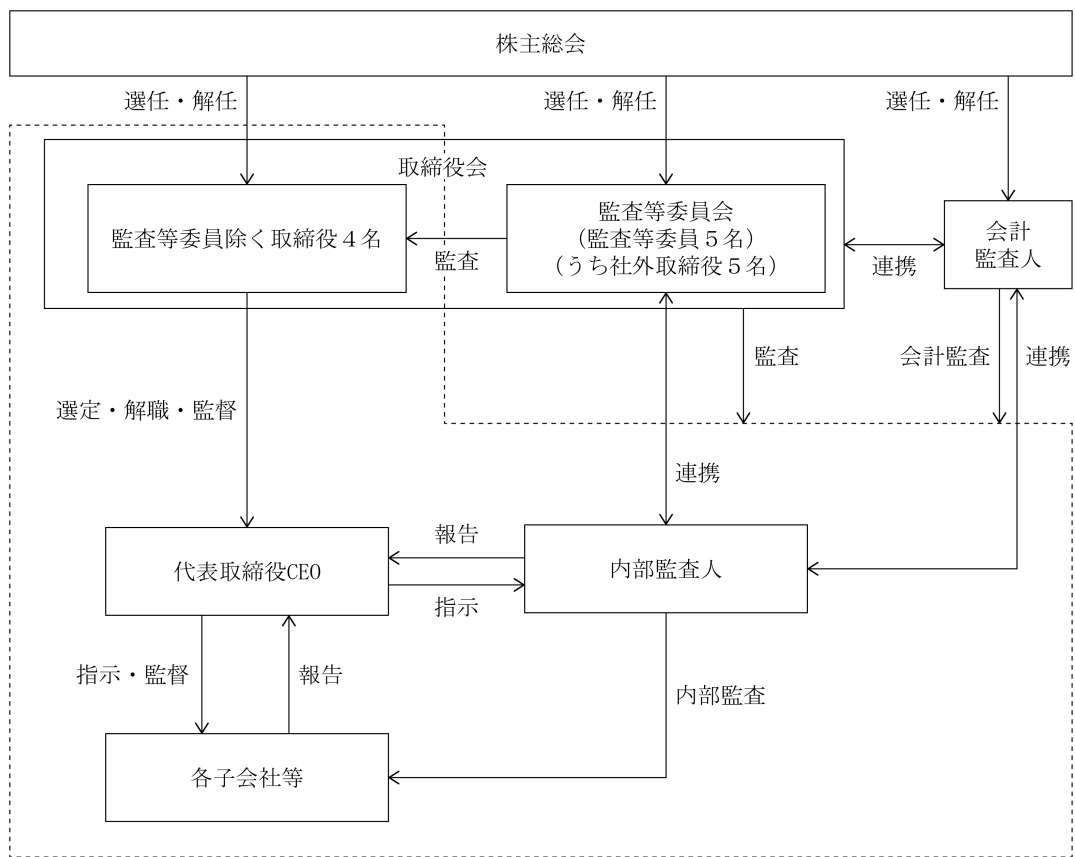 株主総会
選任・解任
選任・解任
選任・解任
取締役会
監査等委員除く取締役４名
監査
監査等委員会
（監査等委員５名）
（うち社外取締役５名）
連携
会計
監査人
監査
会計監査
連携
選定・解職・監督
連携
代表取締役CEO
報告
指示
内部監査人
指示・監督
報告
内部監査
各子会社等